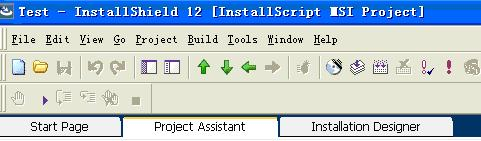 Test - InstallShield 12 [InstallScript MSI Project]
File Edit View Go Project Build Tools Window Help
Start Page Project Assistant Installation Designer